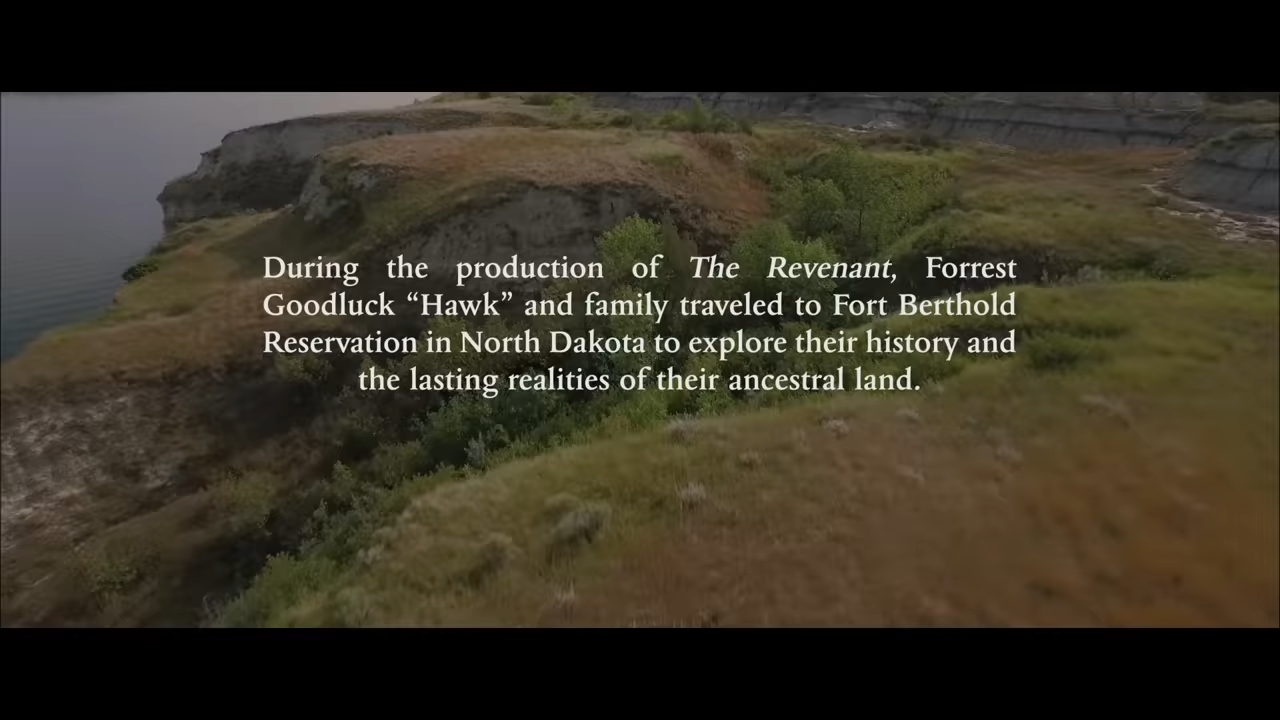 During the production of The Revenant, Forrest
Goodluck “Hawk” and family traveled to Fort Berthold
Reservation in North Dakota to explore their history and
the lasting realities of their ancestral land.